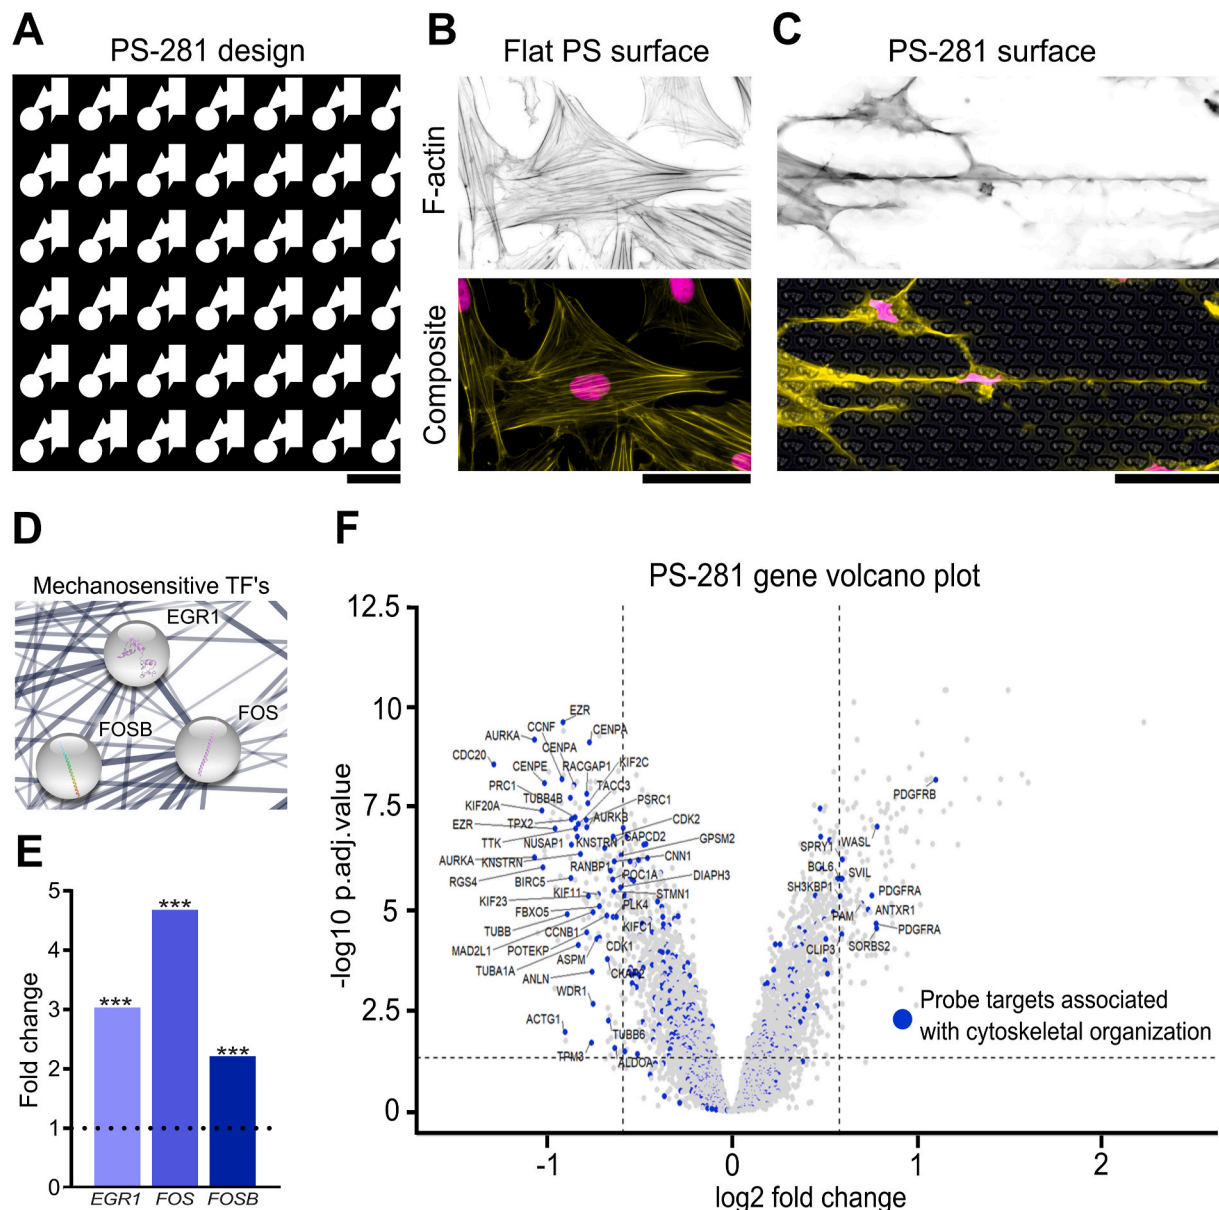 A
PS-281 design
B
Flat PS surface
C
PS-281 surface
F-actin
Composite
D
Mechanosensitive TF's
EGR1
FOSB
FOS
E
Fold change
5
4
3
2
1
0
***
***
***
EGR1 FOS FOSB
F
PS-281 gene volcano plot
-log10 p.adj.value
12.5
10
7.5
5
2.5
0
-1 0 1 2
log2 fold change
EZR
CCNF
CENPA
AURKA
CENPA
CDC20
CENPE
RACGAP1
KIF2C
PRC1
TACC3
TUBB4B
PSRC1
KIF20A
TPX2
AURKB
CDK2
EZR
SAPCD2
GPSM2
TTK
NUSAP1
KNSTRN
AURKA
KNSTRN
RANBP1
CNN1
POC1A
DIAPH3
RGS4
BIRC5
KIF11
STMN1
KIF23
FBXO5
PLK4
TUBB
CCNB1
KIFC1
MAD2L1
POTEKP
CDK1
TUBA1A
ASPM
CKAP2
ANLN
WDR1
ACTG1
TUBB6
TPM3
ALDOA
PDGFRB
SPRY1
WASL
BCL6
SVIL
SH3KBP1
PDGFRA
PAM
ANTXR1
PDGFRA
CLIP3
SORBS2
Probe targets associated
with cytoskeletal organization